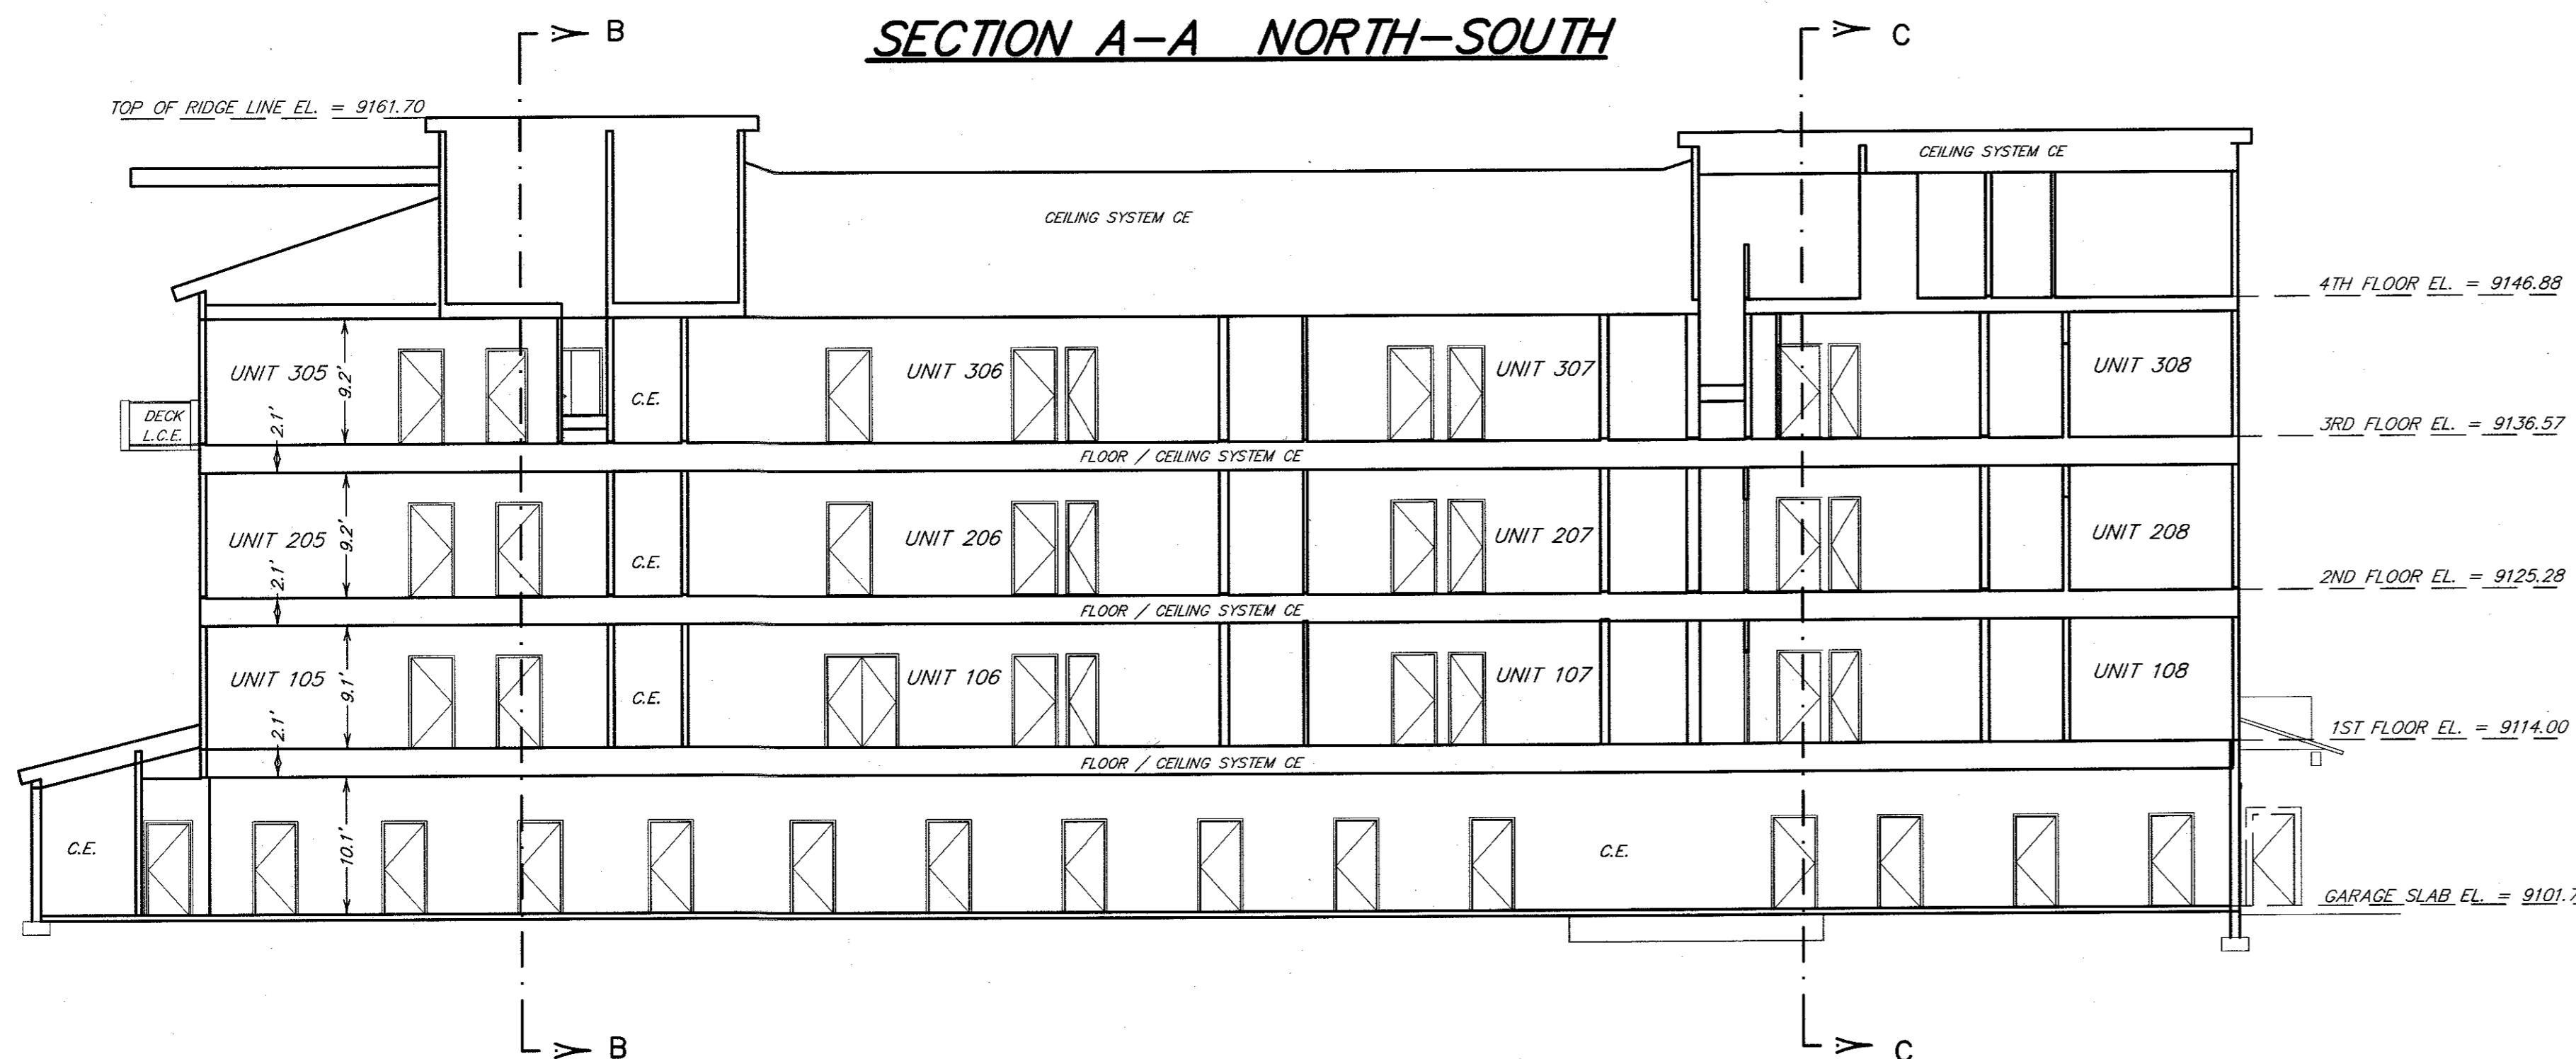 SECTION A-A NORTH-SOUTH
B
C
TOP OF RIDGE LINE EL. = 9161.70
CEILING SYSTEM CE
CEILING SYSTEM CE
4TH FLOOR EL. = 9146.88
UNIT 305
9.2'
C.E.
UNIT 306
UNIT 307
UNIT 308
DECK
L.C.E.
2.1'
3RD FLOOR EL. = 9136.57
FLOOR / CEILING SYSTEM CE
UNIT 205
9.2'
C.E.
UNIT 206
UNIT 207
UNIT 208
2.1'
2ND FLOOR EL. = 9125.28
FLOOR / CEILING SYSTEM CE
UNIT 105
9.1'
C.E.
UNIT 106
UNIT 107
UNIT 108
2.1'
1ST FLOOR EL. = 9114.00
FLOOR / CEILING SYSTEM CE
C.E.
10.1'
C.E.
GARAGE SLAB EL. = 9101.7
B
C